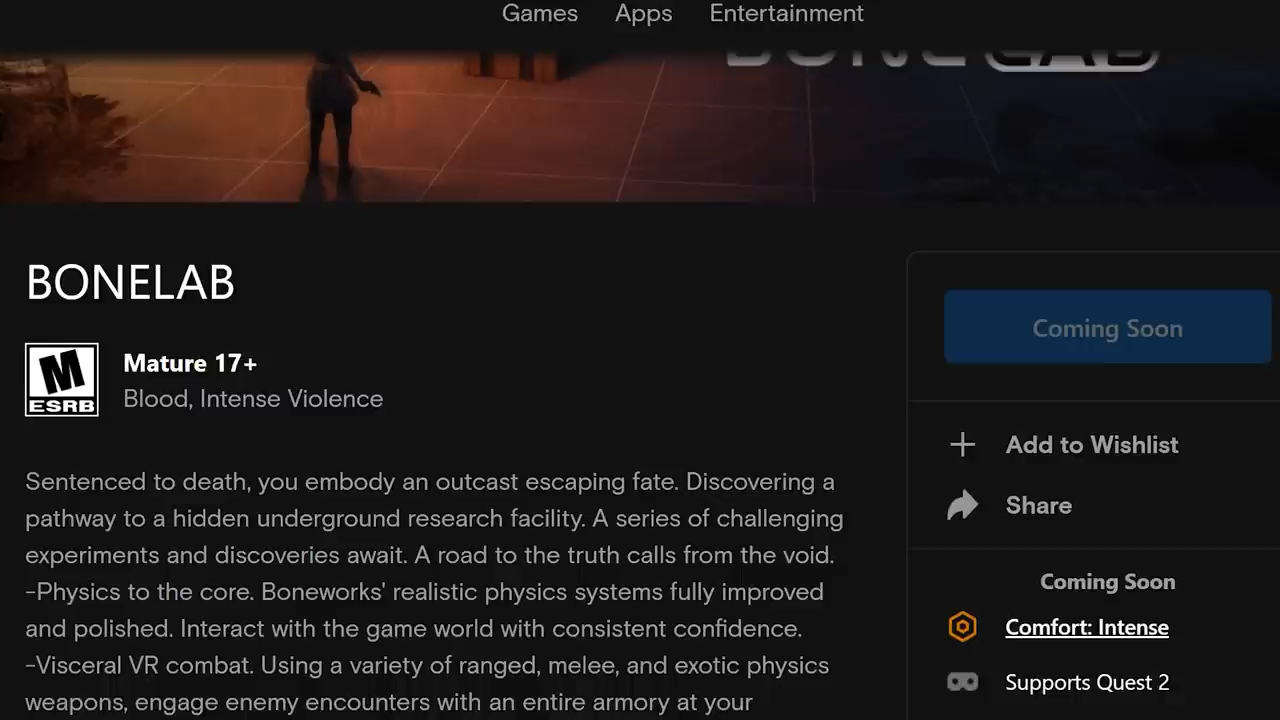 Games Apps Entertainment
BONELAB
BONELAB
M
ESRB
Mature 17+
Blood, Intense Violence
Sentenced to death, you embody an outcast escaping fate. Discovering a
pathway to a hidden underground research facility. A series of challenging
experiments and discoveries await. A road to the truth calls from the void.
-Physics to the core. Boneworks' realistic physics systems fully improved
and polished. Interact with the game world with consistent confidence.
-Visceral VR combat. Using a variety of ranged, melee, and exotic physics
weapons, engage enemy encounters with an entire armory at your
Coming Soon
Add to Wishlist
Share
Coming Soon
Comfort: Intense
Supports Quest 2